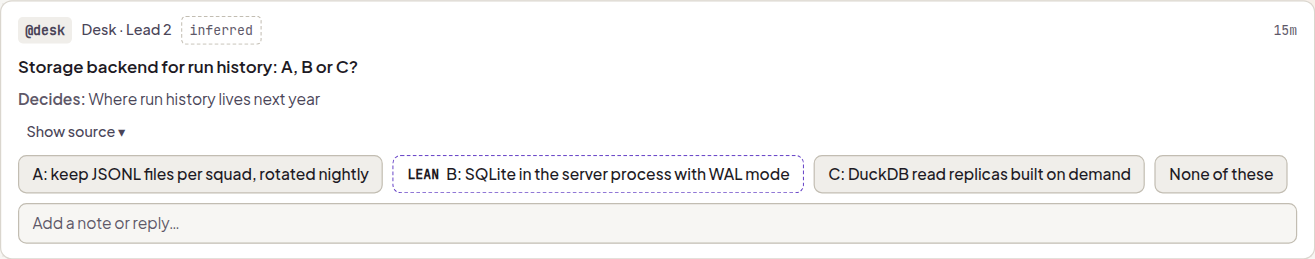 @desk Desk · Lead 2 inferred 15m
Storage backend for run history: A, B or C?
Decides: Where run history lives next year
Show source ▾
A: keep JSONL files per squad, rotated nightly LEAN B: SQLite in the server process with WAL mode C: DuckDB read replicas built on demand None of these
Add a note or reply...